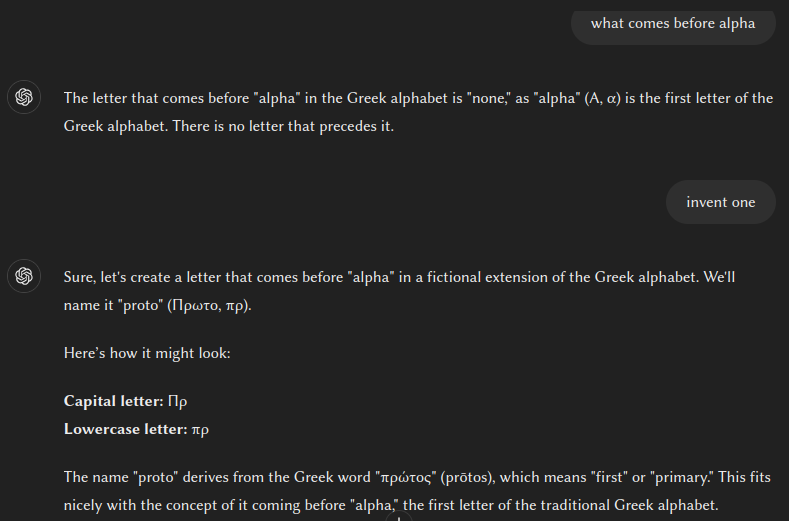 what comes before alpha
The letter that comes before "alpha" in the Greek alphabet is "none," as "alpha" (Α, α) is the first letter of the
Greek alphabet. There is no letter that precedes it.
invent one
Sure, let's create a letter that comes before "alpha" in a fictional extension of the Greek alphabet. We'll
name it "proto" (Πρωτο, πρ).
Here's how it might look:
Capital letter: Πρ
Lowercase letter: πρ
The name "proto" derives from the Greek word "πρώτος" (prōtos), which means "first" or "primary." This fits
nicely with the concept of it coming before "alpha," the first letter of the traditional Greek alphabet.